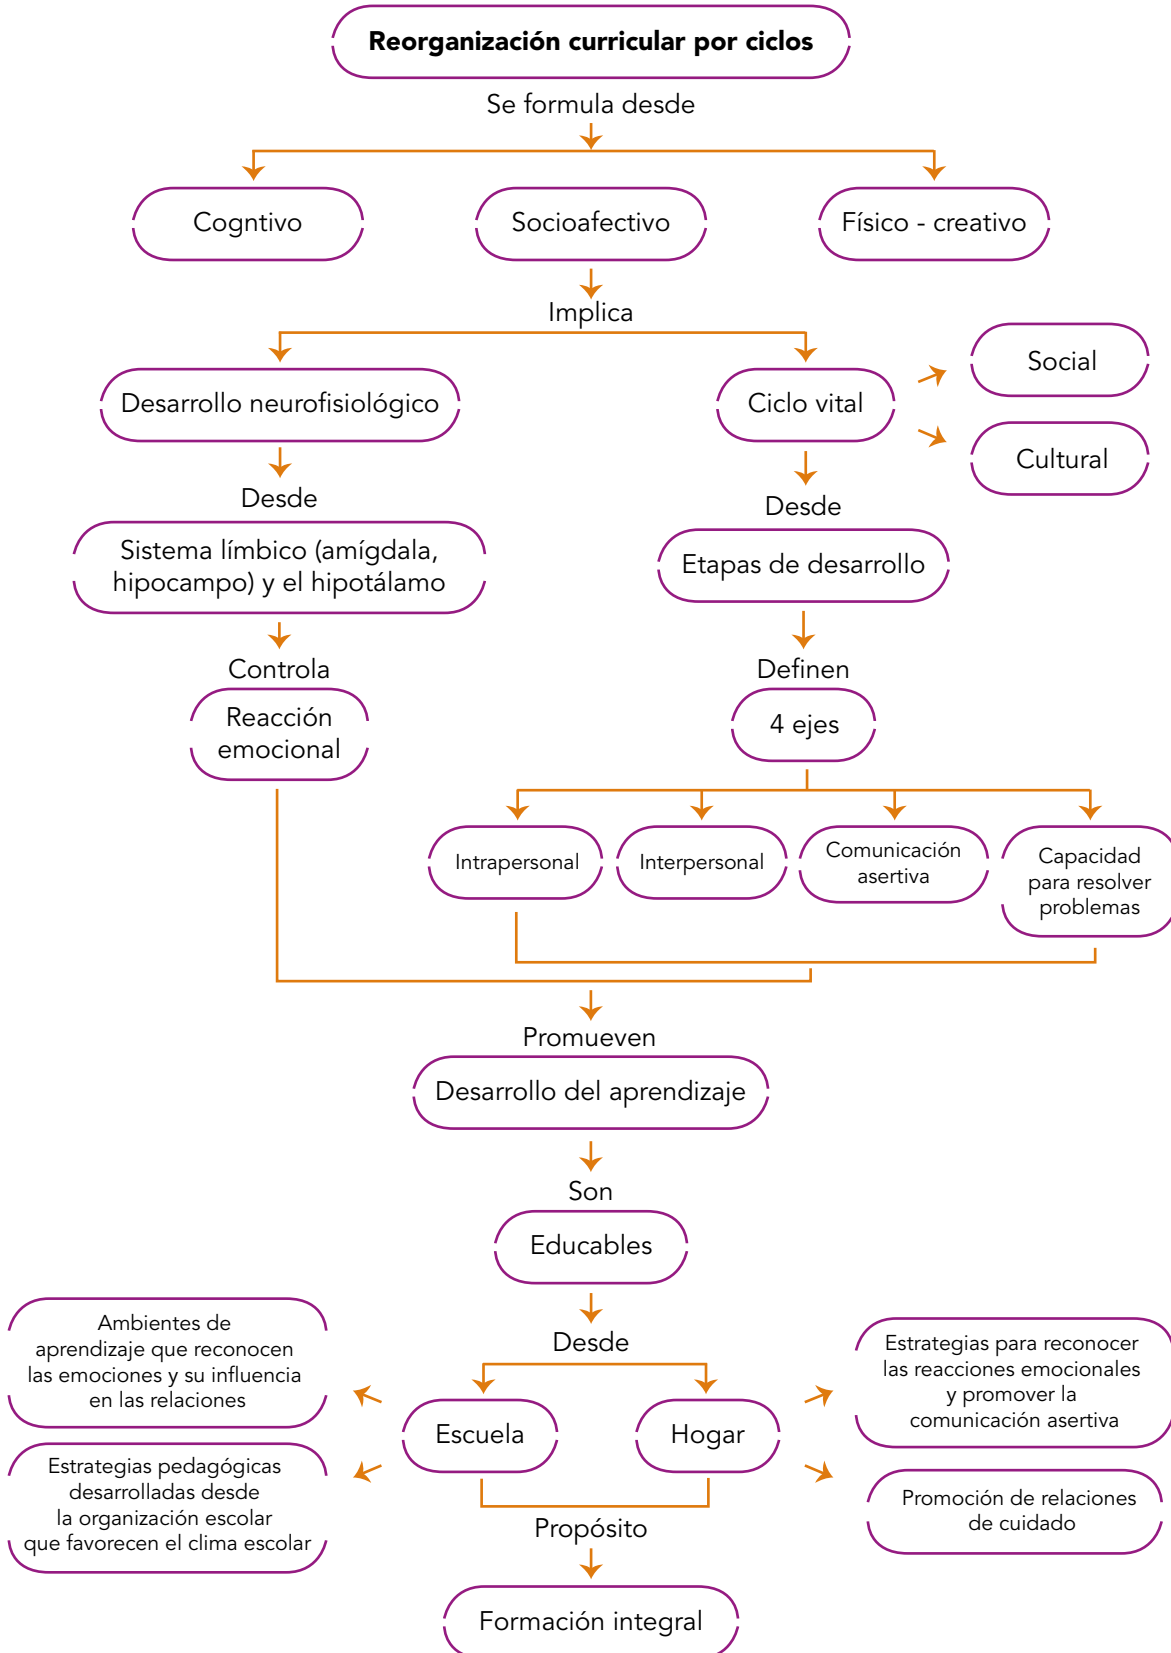 Reorganización curricular por ciclos
Se formula desde
Cogntivo
Socioafectivo
Físico - creativo
Implica
Desarrollo neurofisiológico
Ciclo vital
Social
Cultural
Desde
Sistema límbico (amígdala,
hipocampo) y el hipotálamo
Desde
Etapas de desarrollo
Controla
Reacción
emocional
Definen
4 ejes
Intrapersonal
Interpersonal
Comunicación
asertiva
Capacidad
para resolver
problemas
Promueven
Desarrollo del aprendizaje
Son
Educables
Desde
Ambientes de
aprendizaje que reconocen
las emociones y su influencia
en las relaciones
Estrategias pedagógicas
desarrolladas desde
la organización escolar
que favorecen el clima escolar
Escuela
Hogar
Estrategias para reconocer
las reacciones emocionales
y promover la
comunicación asertiva
Promoción de relaciones
de cuidado
Propósito
Formación integral